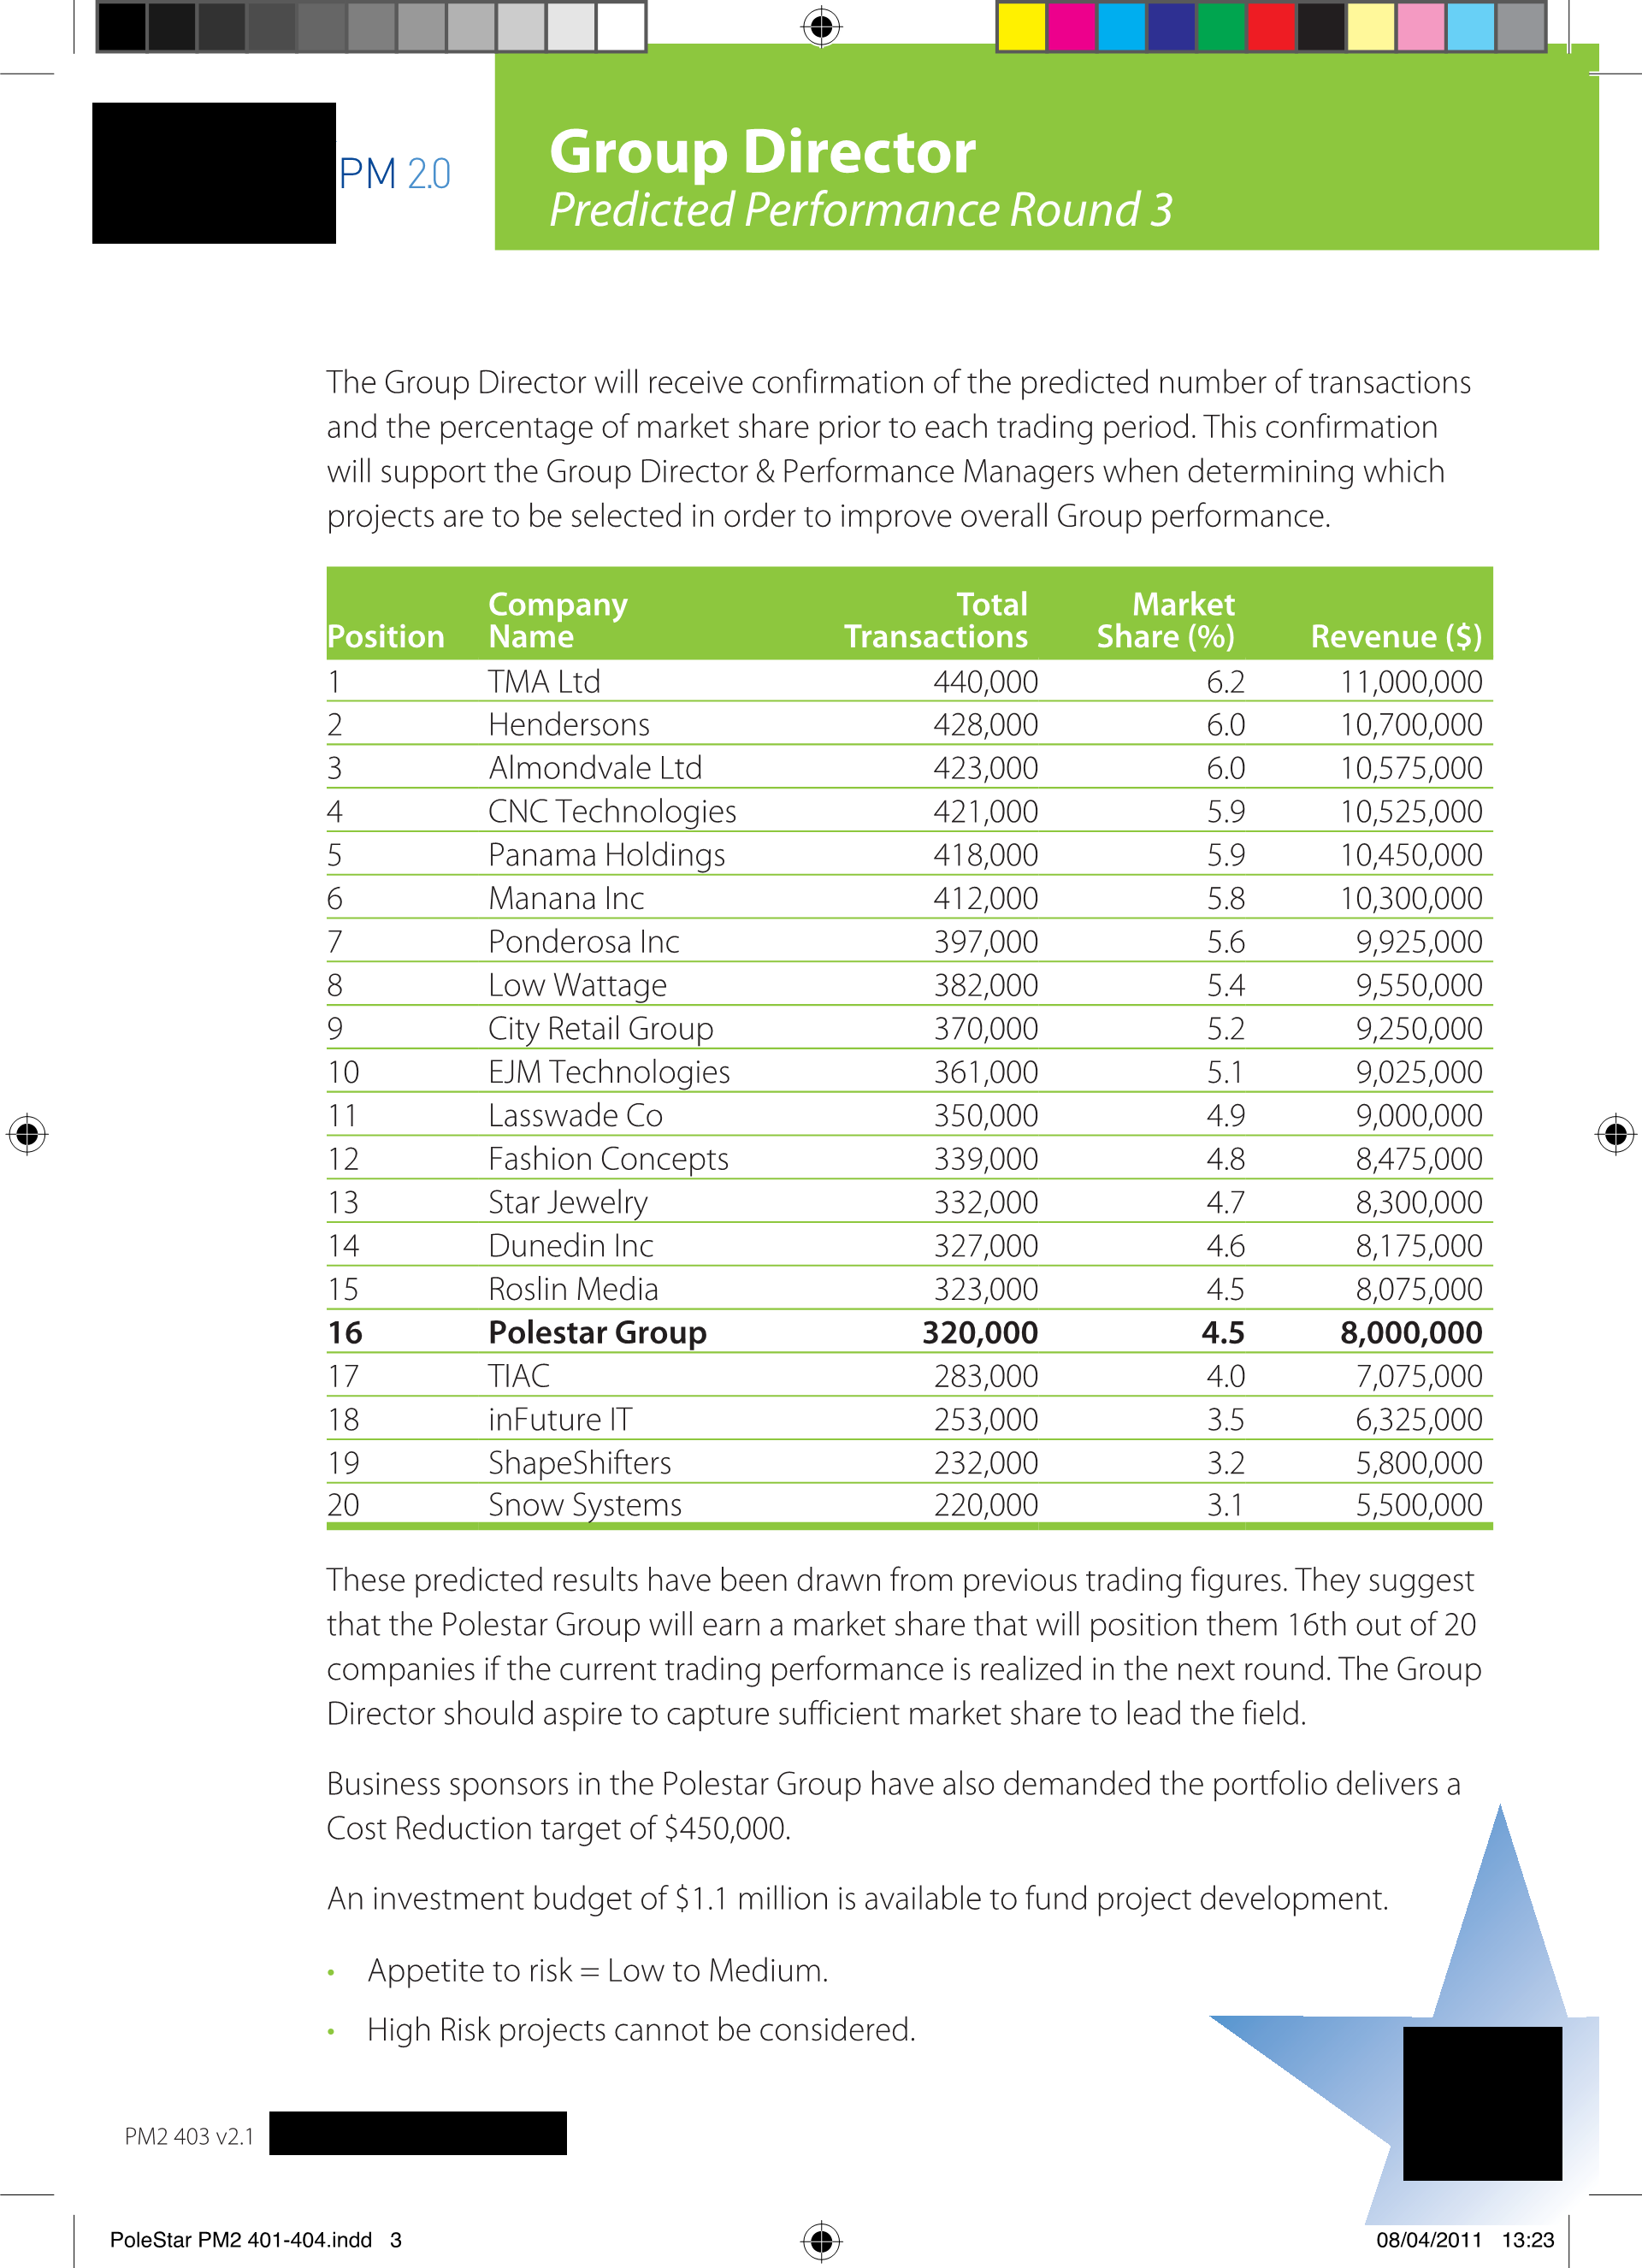 PM 2.0
Group Director
Predicted Performance Round 3
The Group Director will receive confirmation of the predicted number of transactions
and the percentage of market share prior to each trading period. This confirmation
will support the Group Director & Performance Managers when determining which
projects are to be selected in order to improve overall Group performance.
Position Company Name Total Transactions Market Share (%) Revenue ($)
1 TMA Ltd 440,000 6.2 11,000,000
2 Hendersons 428,000 6.0 10,700,000
3 Almondvale Ltd 423,000 6.0 10,575,000
4 CNC Technologies 421,000 5.9 10,525,000
5 Panama Holdings 418,000 5.9 10,450,000
6 Manana Inc 412,000 5.8 10,300,000
7 Ponderosa Inc 397,000 5.6 9,925,000
8 Low Wattage 382,000 5.4 9,550,000
9 City Retail Group 370,000 5.2 9,250,000
10 EJM Technologies 361,000 5.1 9,025,000
11 Lasswade Co 350,000 4.9 9,000,000
12 Fashion Concepts 339,000 4.8 8,475,000
13 Star Jewelry 332,000 4.7 8,300,000
14 Dunedin Inc 327,000 4.6 8,175,000
15 Roslin Media 323,000 4.5 8,075,000
16 Polestar Group 320,000 4.5 8,000,000
17 TIAC 283,000 4.0 7,075,000
18 inFuture IT 253,000 3.5 6,325,000
19 ShapeShifters 232,000 3.2 5,800,000
20 Snow Systems 220,000 3.1 5,500,000
These predicted results have been drawn from previous trading figures. They suggest
that the Polestar Group will earn a market share that will position them 16th out of 20
companies if the current trading performance is realized in the next round. The Group
Director should aspire to capture sufficient market share to lead the field.
Business sponsors in the Polestar Group have also demanded the portfolio delivers a
Cost Reduction target of $450,000.
An investment budget of $1.1 million is available to fund project development.
• Appetite to risk = Low to Medium.
• High Risk projects cannot be considered.
PM2 403 v2.1
PoleStar PM2 401-404.indd 3 08/04/2011 13:23